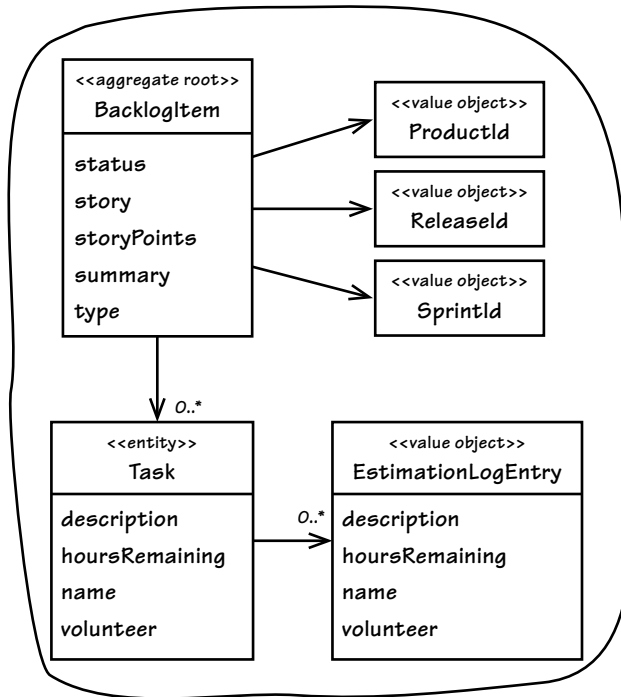 <<aggregate root>>
BacklogItem
status
story
storyPoints
summary
type
<<value object>>
ProductId
<<value object>>
ReleaseId
<<value object>>
SprintId
0..*
<<entity>>
Task
description
hoursRemaining
name
volunteer
0..*
<<value object>>
EstimationLogEntry
description
hoursRemaining
name
volunteer